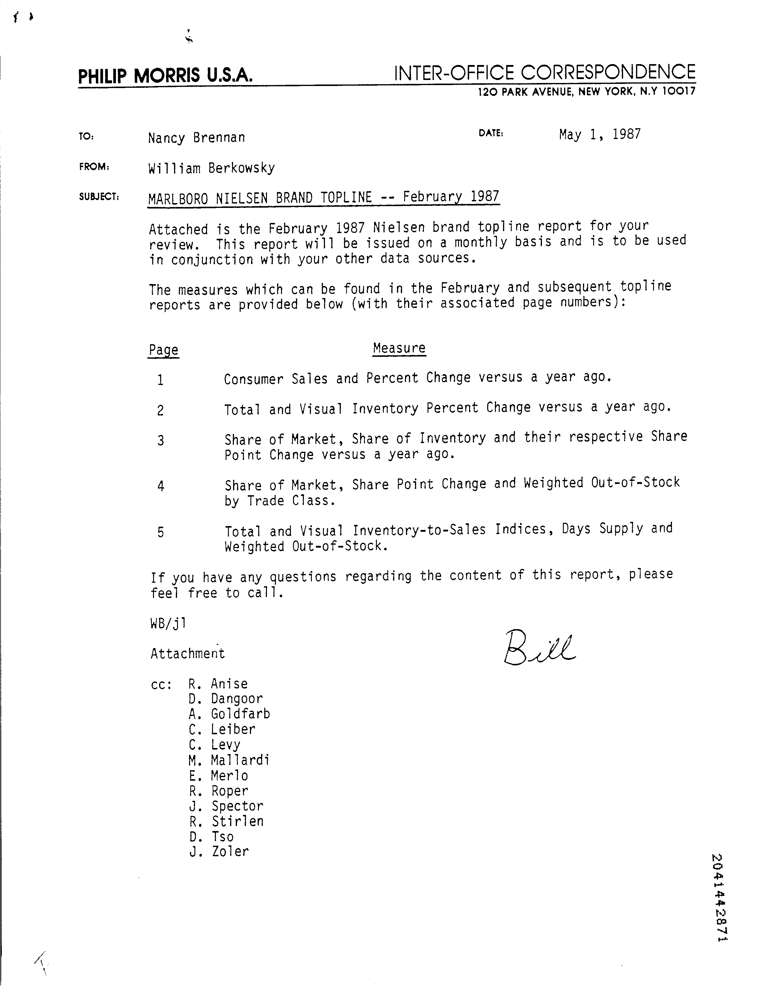 PHILIP MORRIS U.S.A. INTER-OFFICE CORRESPONDENCE
120 PARK AVENUE, NEW YORK, N.Y 10017
TO: Nancy Brennan DATE: May 1, 1987
FROM: William Berkowsky
SUBJECT: MARLBORO NIELSEN BRAND TOPLINE -- February 1987
Attached is the February 1987 Nielsen brand topline report for your
review. This report will be issued on a monthly basis and is to be used
in conjunction with your other data sources.
The measures which can be found in the February and subsequent topline
reports are provided below (with their associated page numbers):
Page Measure
1 Consumer Sales and Percent Change versus a year ago.
2 Total and Visual Inventory Percent Change versus a year ago.
3 Share of Market, Share of Inventory and their respective Share
Point Change versus a year ago.
4 Share of Market, Share Point Change and Weighted Out-of-Stock
by Trade Class.
5 Total and Visual Inventory-to-Sales Indices, Days Supply and
Weighted Out-of-Stock.
If you have any questions regarding the content of this report, please
feel free to call.
WB/jl
Bill
Attachment
cc: R. Anise
D. Dangoor
A. Goldfarb
C. Leiber
C. Levy
M. Mallardi
E. Merlo
R. Roper
J. Spector
R. Stirlen
D. Tso
J. Zoler
2041442871